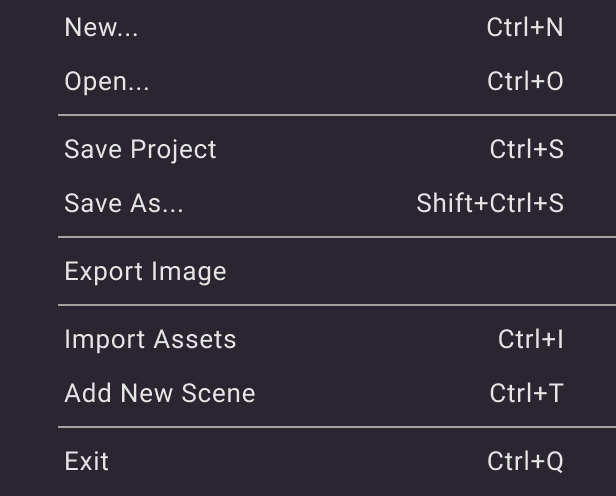 New... Ctrl+N
Open... Ctrl+O
Save Project Ctrl+S
Save As... Shift+Ctrl+S
Export Image
Import Assets Ctrl+I
Add New Scene Ctrl+T
Exit Ctrl+Q